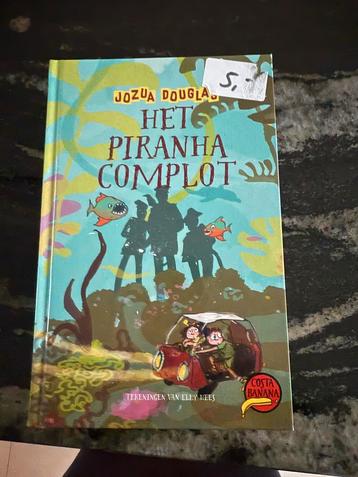 5,-
JOZUA DOUGLAS
HET
PIRANHA
COMPLOT
COSTA
BANANA
TEKENINGEN VAN ELLY HEES